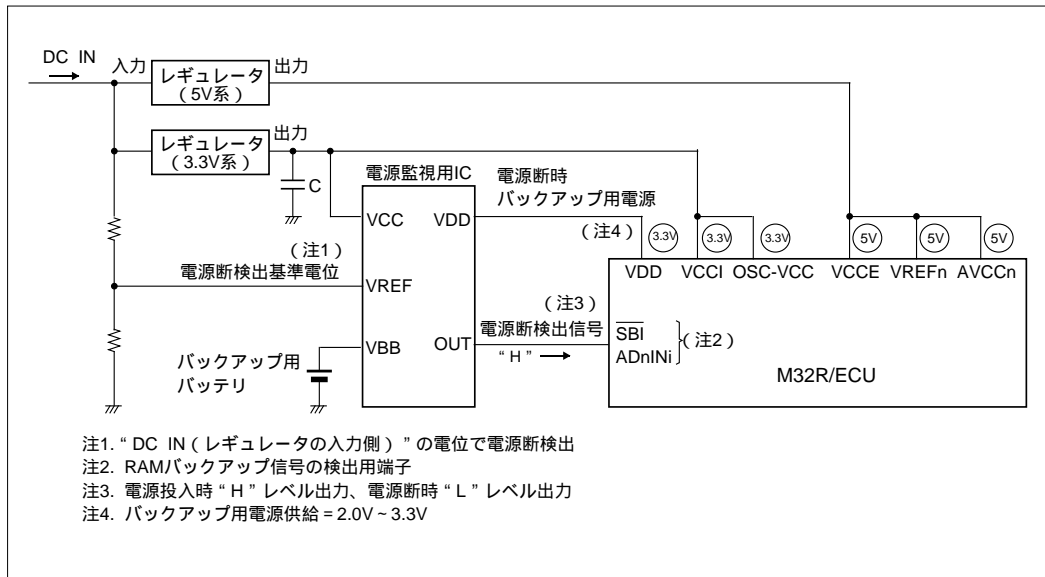 DC IN
入力
レギュレータ
(5V系)
出力
レギュレータ
(3.3V系)
出力
C
電源監視用IC
電源断時
バックアップ用電源
VCC
VDD
(注4)
3.3V
3.3V
3.3V
5V
5V
5V
VDD
VCCI
OSC-VCC
VCCE
VREFn
AVCCn
(注1)
電源断検出基準電位
VREF
(注3)
電源断検出信号
OUT
“H”
SBI
ADnINi
(注2)
M32R/ECU
VBB
バックアップ用
バッテリ
注1. “DC IN(レギュレータの入力側)”の電位で電源断検出
注2. RAMバックアップ信号の検出用端子
注3. 電源投入時“H”レベル出力、電源断時“L”レベル出力
注4. バックアップ用電源供給=2.0V~3.3V